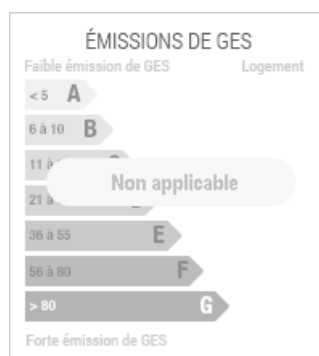 ÉMISSIONS DE GES
Faible émission de GES Logement
< 5 A
6 à 10 B
11 à
Non applicable
21 à
36 à 55 E
56 à 80 F
> 80 G
Forte émission de GES